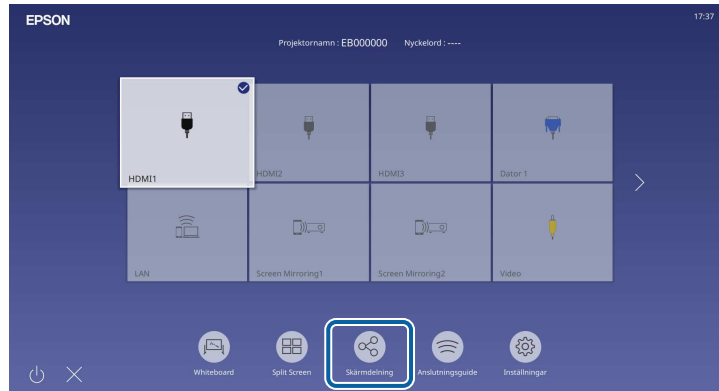 EPSON
17:37
Projektornamn : EB000000 Nyckelord : ----
HDMI1
HDMI2
HDMI3
Dator 1
LAN
Screen Mirroring1
Screen Mirroring2
Video
Whiteboard
Split Screen
Skärmdelning
Anslutningsguide
Inställningar